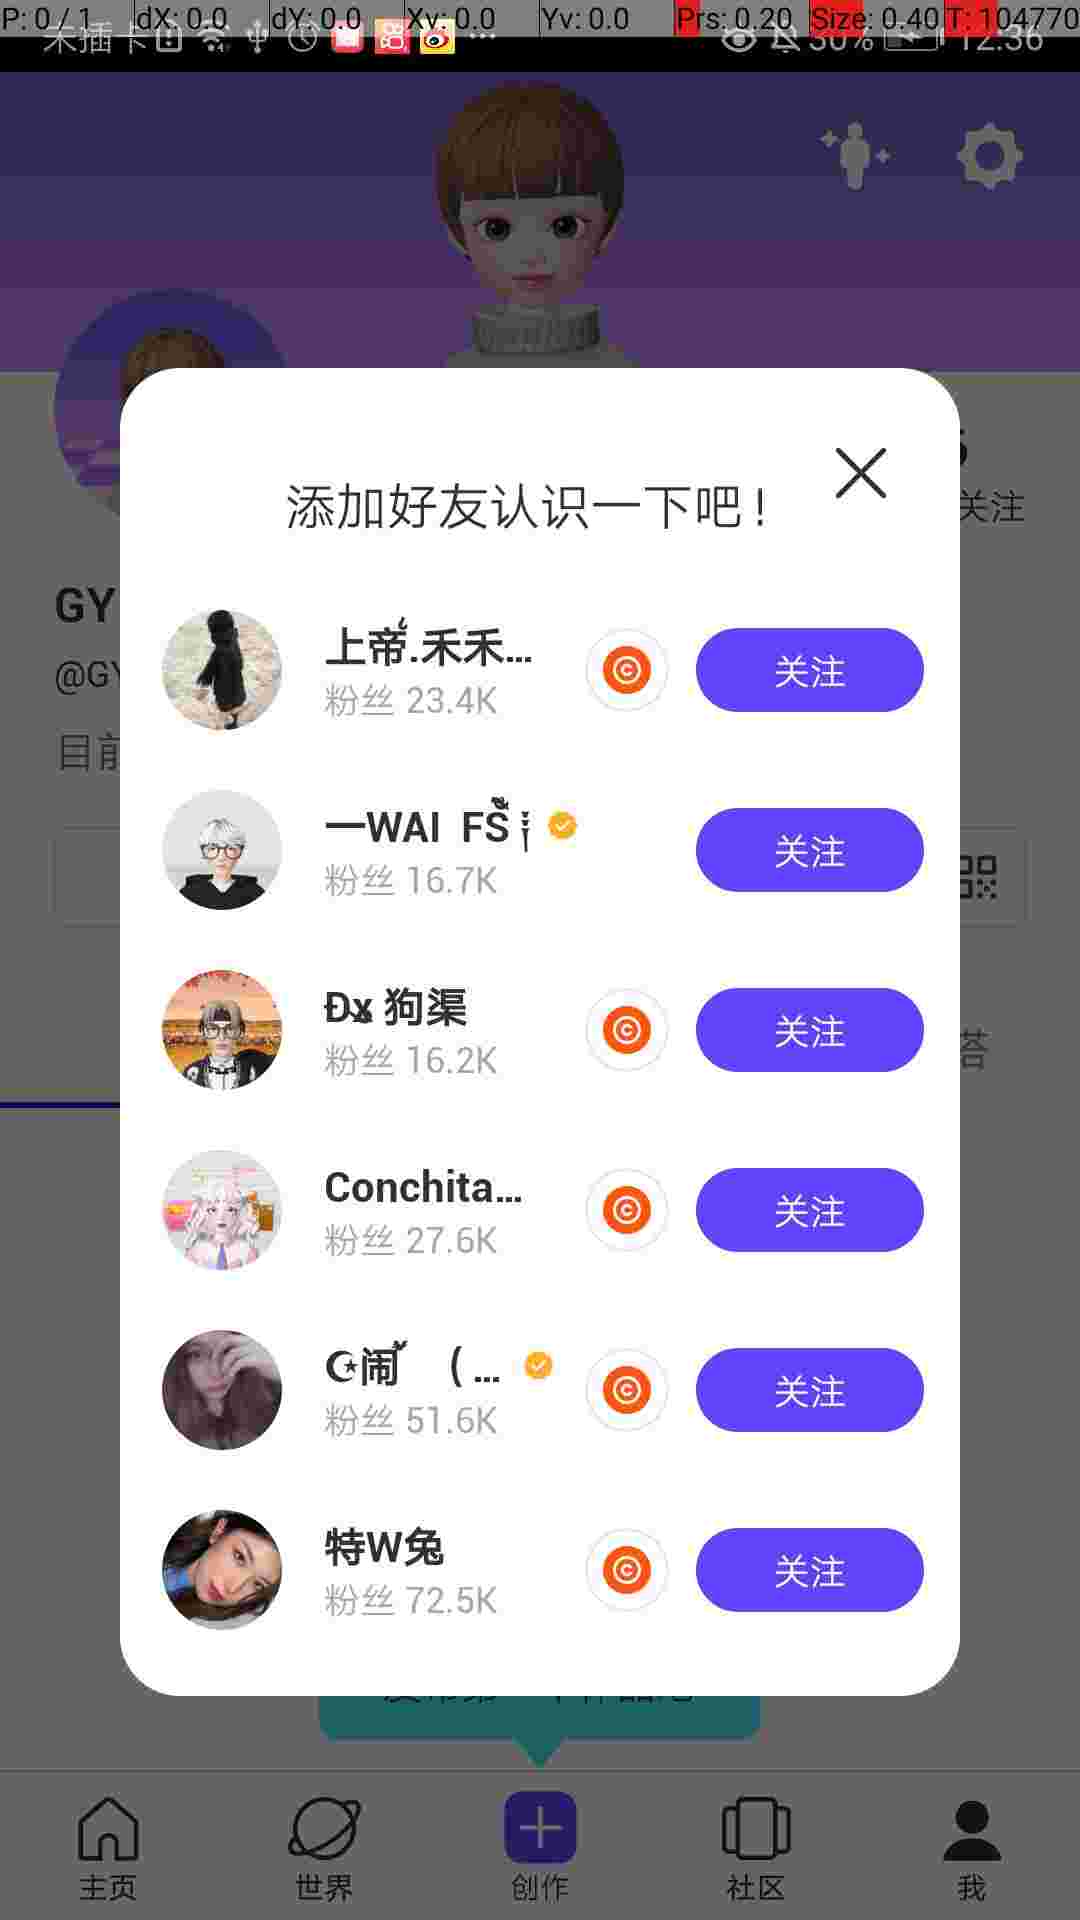 P: 0 / 1 dX: 0.0 dY: 0.0 Xv: 0.0 Yv: 0.0 Prs: 0.20 Size: 0.40 T: 104770
未插卡 30% 12:36
关注
GY
@GY
目前
添加好友认识一下吧!
上帝.禾禾... 关注
粉丝 23.4K
一WAI FS 关注
粉丝 16.7K
Ðx 狗渠 关注
粉丝 16.2K
Conchita... 关注
粉丝 27.6K
☪闹 ( ... 关注
粉丝 51.6K
特W兔 关注
粉丝 72.5K
主页 世界 创作 社区 我